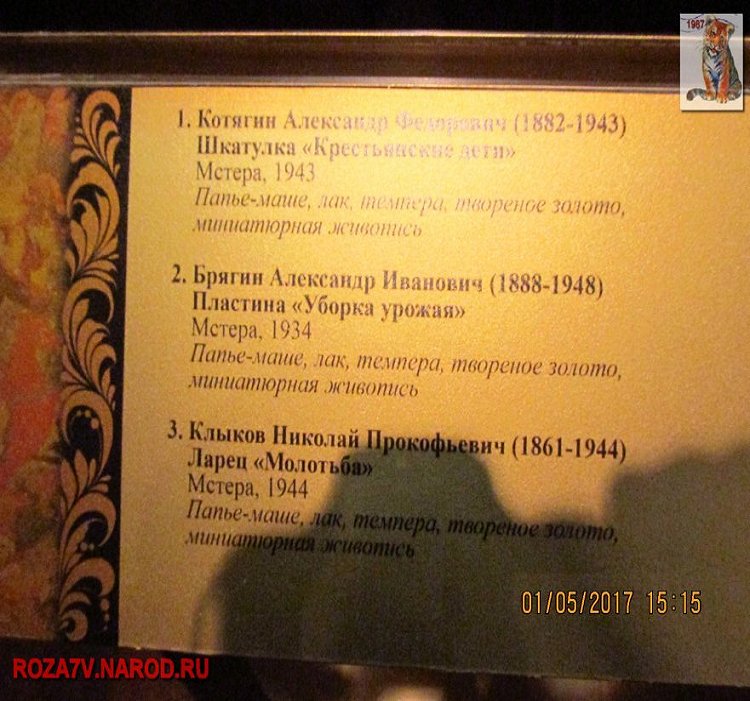 1967
1. Котягин Александр Федорович (1882-1943)
Шкатулка «Крестьянские дети»
Мстера, 1943
Папье-маше, лак, темпера, твореное золото,
миниатюрная живопись
2. Брягин Александр Иванович (1888-1948)
Пластина «Уборка урожая»
Мстера, 1934
Папье-маше, лак, темпера, твореное золото,
миниатюрная живопись
3. Клыков Николай Прокофьевич (1861-1944)
Ларец «Молотьба»
Мстера, 1944
Папье-маше, лак, темпера, твореное золото,
миниатюрная живопись
01/05/2017 15:15
ROZA7V.NAROD.RU